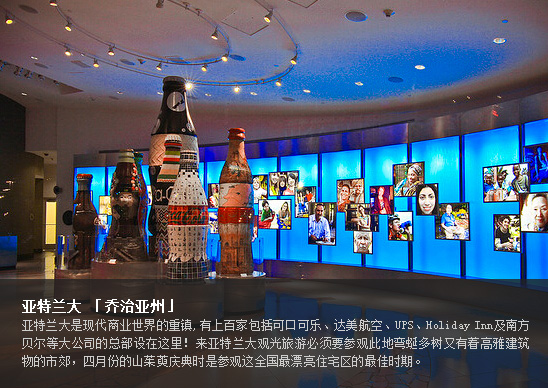 亚特兰大 「乔治亚州」
亚特兰大是现代商业世界的重镇,有上百家包括可口可乐、达美航空、UPS、Holiday Inn及南方
贝尔等大公司的总部设在这里！来亚特兰大观光旅游必须要参观此地弯蜒多树又有着高雅建筑
物的市郊，四月份的山茱萸庆典时是参观这全国最漂亮住宅区的最佳时期。